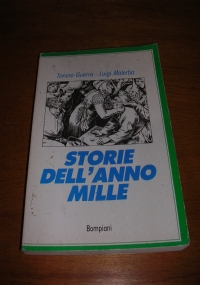 Tonino Guerra - Luigi Malerba
STORIE
DELL'ANNO
MILLE
Bompiani